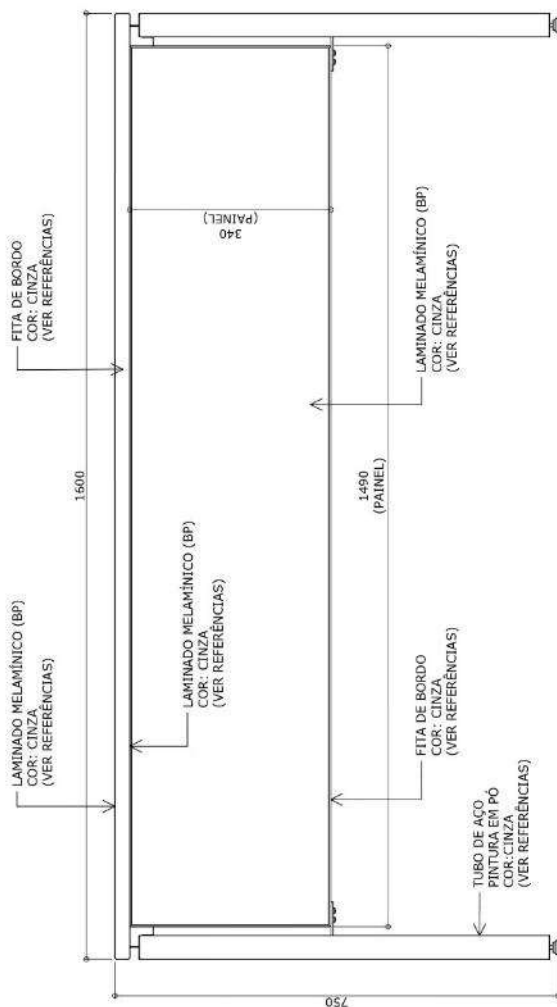 LAMINADO MELAMÍNICO (BP)
COR: CINZA
(VER REFERÊNCIAS)
FITA DE BORDO
COR: CINZA
(VER REFERÊNCIAS)
1600
LAMINADO MELAMÍNICO (BP)
COR: CINZA
(VER REFERÊNCIAS)
340
(PAINEL)
750
1490
(PAINEL)
TUBO DE AÇO
PINTURA EM PÓ
COR:CINZA
(VER REFERÊNCIAS)
FITA DE BORDO
COR: CINZA
(VER REFERÊNCIAS)
LAMINADO MELAMÍNICO (BP)
COR: CINZA
(VER REFERÊNCIAS)